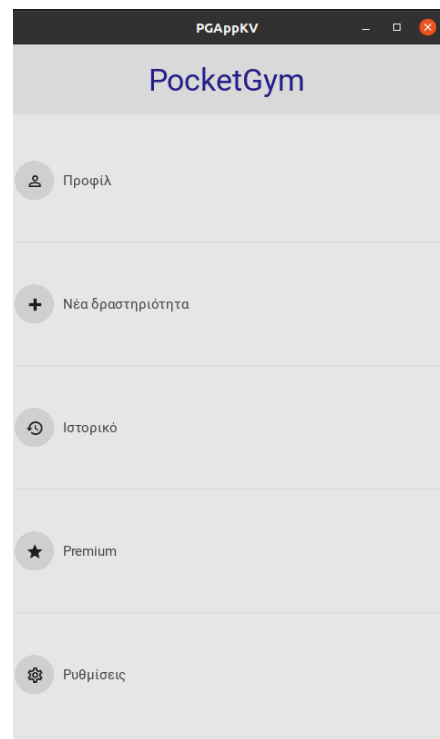 PGAppKV
PocketGym
Προφίλ
Νέα δραστηριότητα
Ιστορικό
Premium
Ρυθμίσεις